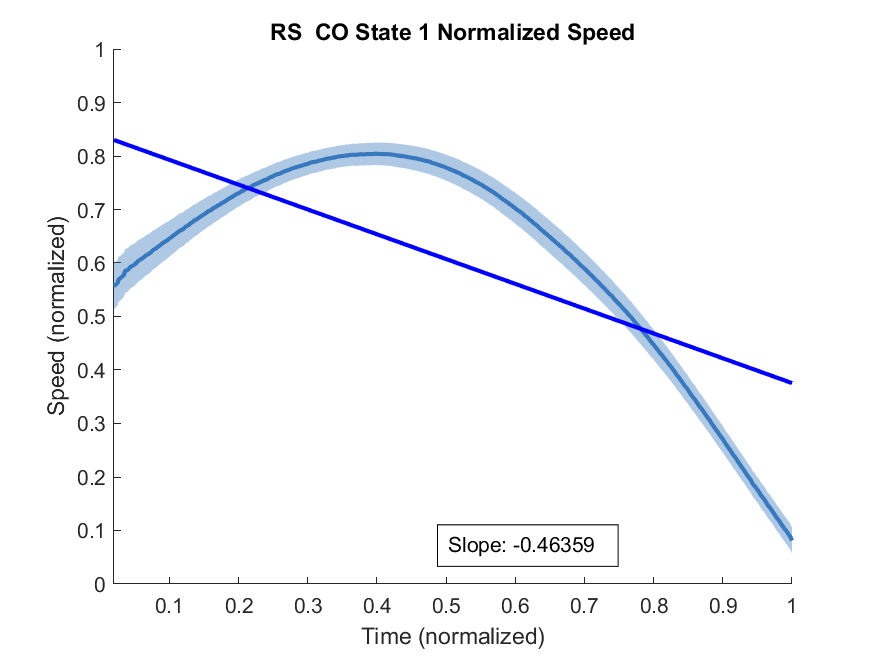 RS  CO State 1 Normalized Speed
1
0.9
0.8
0.7
0.6
0.5
0.4
0.3
0.2
0.1
0
Speed (normalized)
Slope: -0.46359
0.1 0.2 0.3 0.4 0.5 0.6 0.7 0.8 0.9 1
Time (normalized)